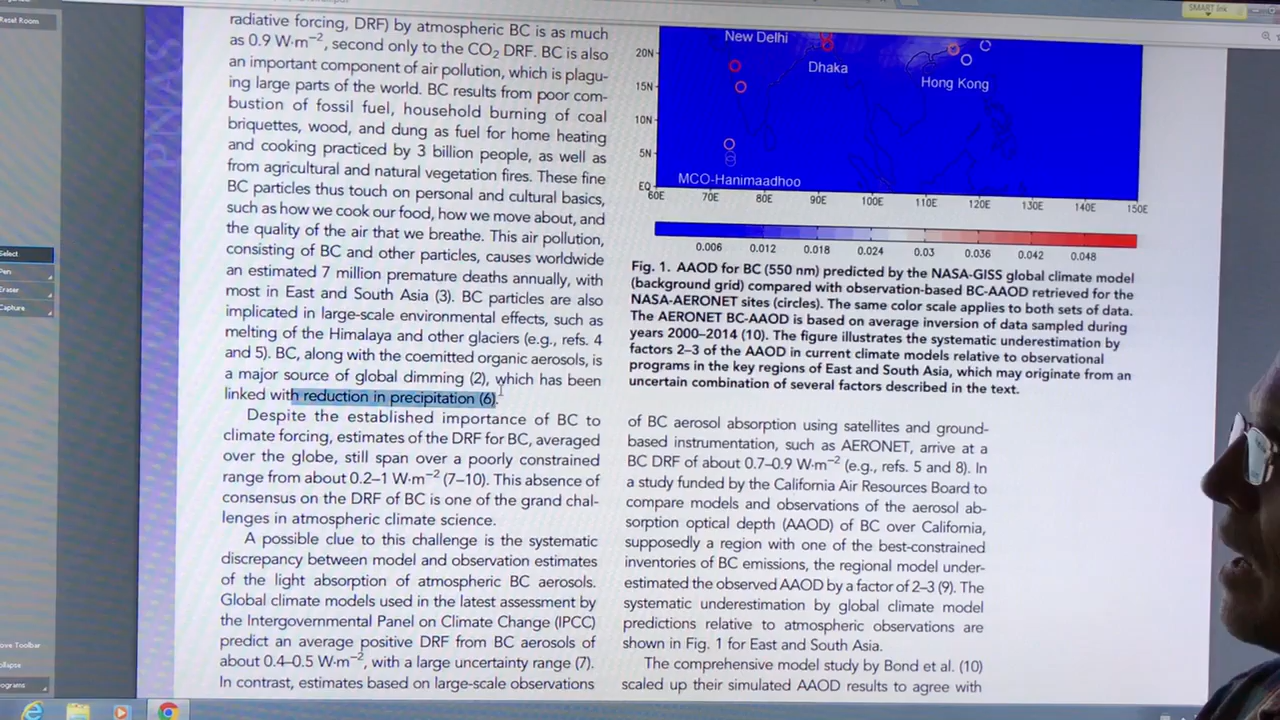 Reset Room
SMART Ink
PNAS
radiative forcing, DRF) by atmospheric BC is as much
as 0.9 W·m−2, second only to the CO2 DRF. BC is also
an important component of air pollution, which is plagu-
ing large parts of the world. BC results from poor com-
bustion of fossil fuel, household burning of coal
briquettes, wood, and dung as fuel for home heating
and cooking practiced by 3 billion people, as well as
from agricultural and natural vegetation fires. These fine
BC particles thus touch on personal and cultural basics,
such as how we cook our food, how we move about, and
the quality of the air that we breathe. This air pollution,
consisting of BC and other particles, causes worldwide
an estimated 7 million premature deaths annually, with
most in East and South Asia (3). BC particles are also
implicated in large-scale environmental effects, such as
melting of the Himalaya and other glaciers (e.g., refs. 4
and 5). BC, along with the coemitted organic aerosols, is
a major source of global dimming (2), which has been
linked with reduction in precipitation (6).
Despite the established importance of BC to
climate forcing, estimates of the DRF for BC, averaged
over the globe, still span over a poorly constrained
range from about 0.2–1 W·m−2 (7–10). This absence of
consensus on the DRF of BC is one of the grand chal-
lenges in atmospheric climate science.
A possible clue to this challenge is the systematic
discrepancy between model and observation estimates
of the light absorption of atmospheric BC aerosols.
Global climate models used in the latest assessment by
the Intergovernmental Panel on Climate Change (IPCC)
predict an average positive DRF from BC aerosols of
about 0.4–0.5 W·m−2, with a large uncertainty range (7).
In contrast, estimates based on large-scale observations
New Delhi
Dhaka
Hong Kong
MCO-Hanimaadhoo
20N
15N
10N
5N
EQ
60E 70E 80E 90E 100E 110E 120E 130E 140E 150E
0.006 0.012 0.018 0.024 0.03 0.036 0.042 0.048
Fig. 1. AAOD for BC (550 nm) predicted by the NASA-GISS global climate model
(background grid) compared with observation-based BC-AAOD retrieved for the
NASA-AERONET sites (circles). The same color scale applies to both sets of data.
The AERONET BC-AAOD is based on average inversion of data sampled during
years 2000–2014 (10). The figure illustrates the systematic underestimation by
factors 2–3 of the AAOD in current climate models relative to observational
programs in the key regions of East and South Asia, which may originate from an
uncertain combination of several factors described in the text.
of BC aerosol absorption using satellites and ground-
based instrumentation, such as AERONET, arrive at a
BC DRF of about 0.7–0.9 W·m−2 (e.g., refs. 5 and 8). In
a study funded by the California Air Resources Board to
compare models and observations of the aerosol ab-
sorption optical depth (AAOD) of BC over California,
supposedly a region with one of the best-constrained
inventories of BC emissions, the regional model under-
estimated the observed AAOD by a factor of 2–3 (9). The
systematic underestimation by global climate model
predictions relative to atmospheric observations are
shown in Fig. 1 for East and South Asia.
The comprehensive model study by Bond et al. (10)
scaled up their simulated AAOD results to agree with
Select
Pen
Eraser
Capture
ove Toolbar
ollapse
ograms